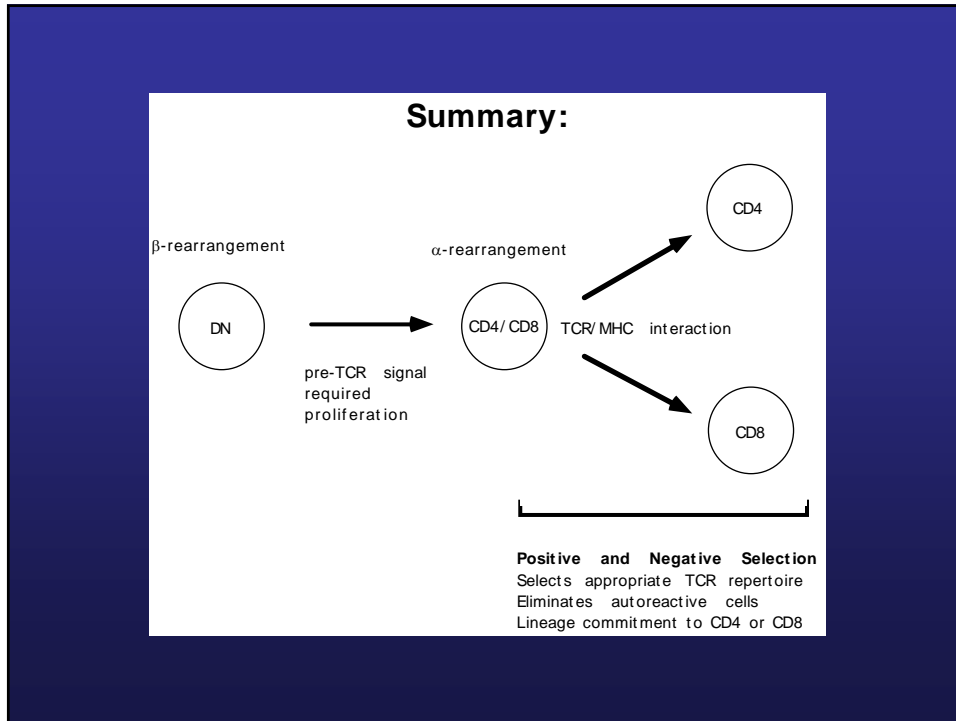 Summary:
CD4
β-rearrangement
α-rearrangement
DN
CD4/CD8
TCR/MHC interaction
pre-TCR signal
required
proliferation
CD8
Positive and Negative Selection
Selects appropriate TCR repertoire
Eliminates autoreactive cells
Lineage commitment to CD4 or CD8